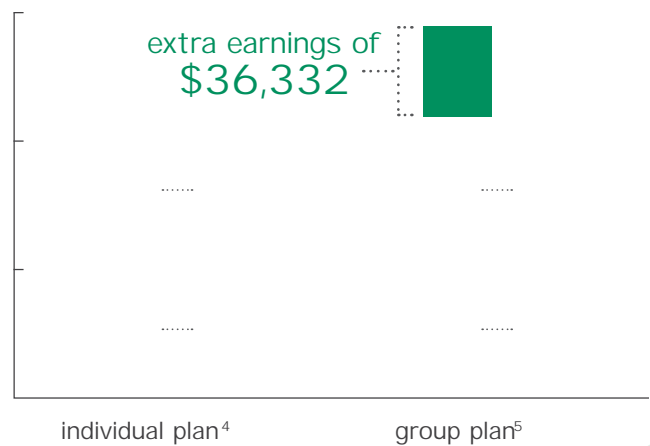 extra earnings of
$36,332
individual plan⁴
group plan⁵